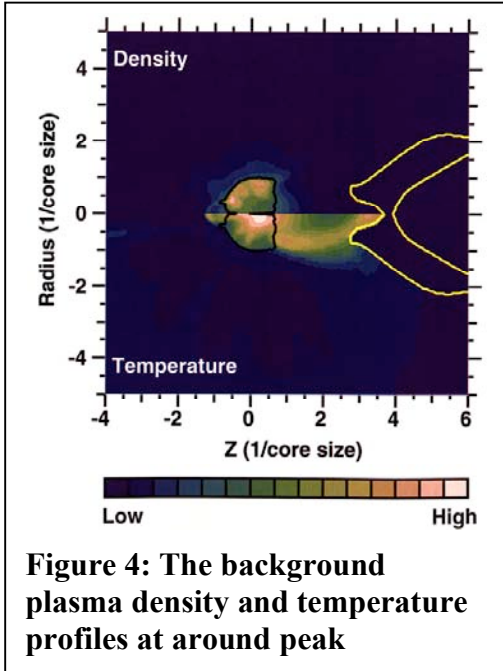 Density
Temperature
4
2
0
-2
-4
Radius (1/core size)
-4 -2 0 2 4 6
Z (1/core size)
Low High
Figure 4: The background
plasma density and temperature
profiles at around peak